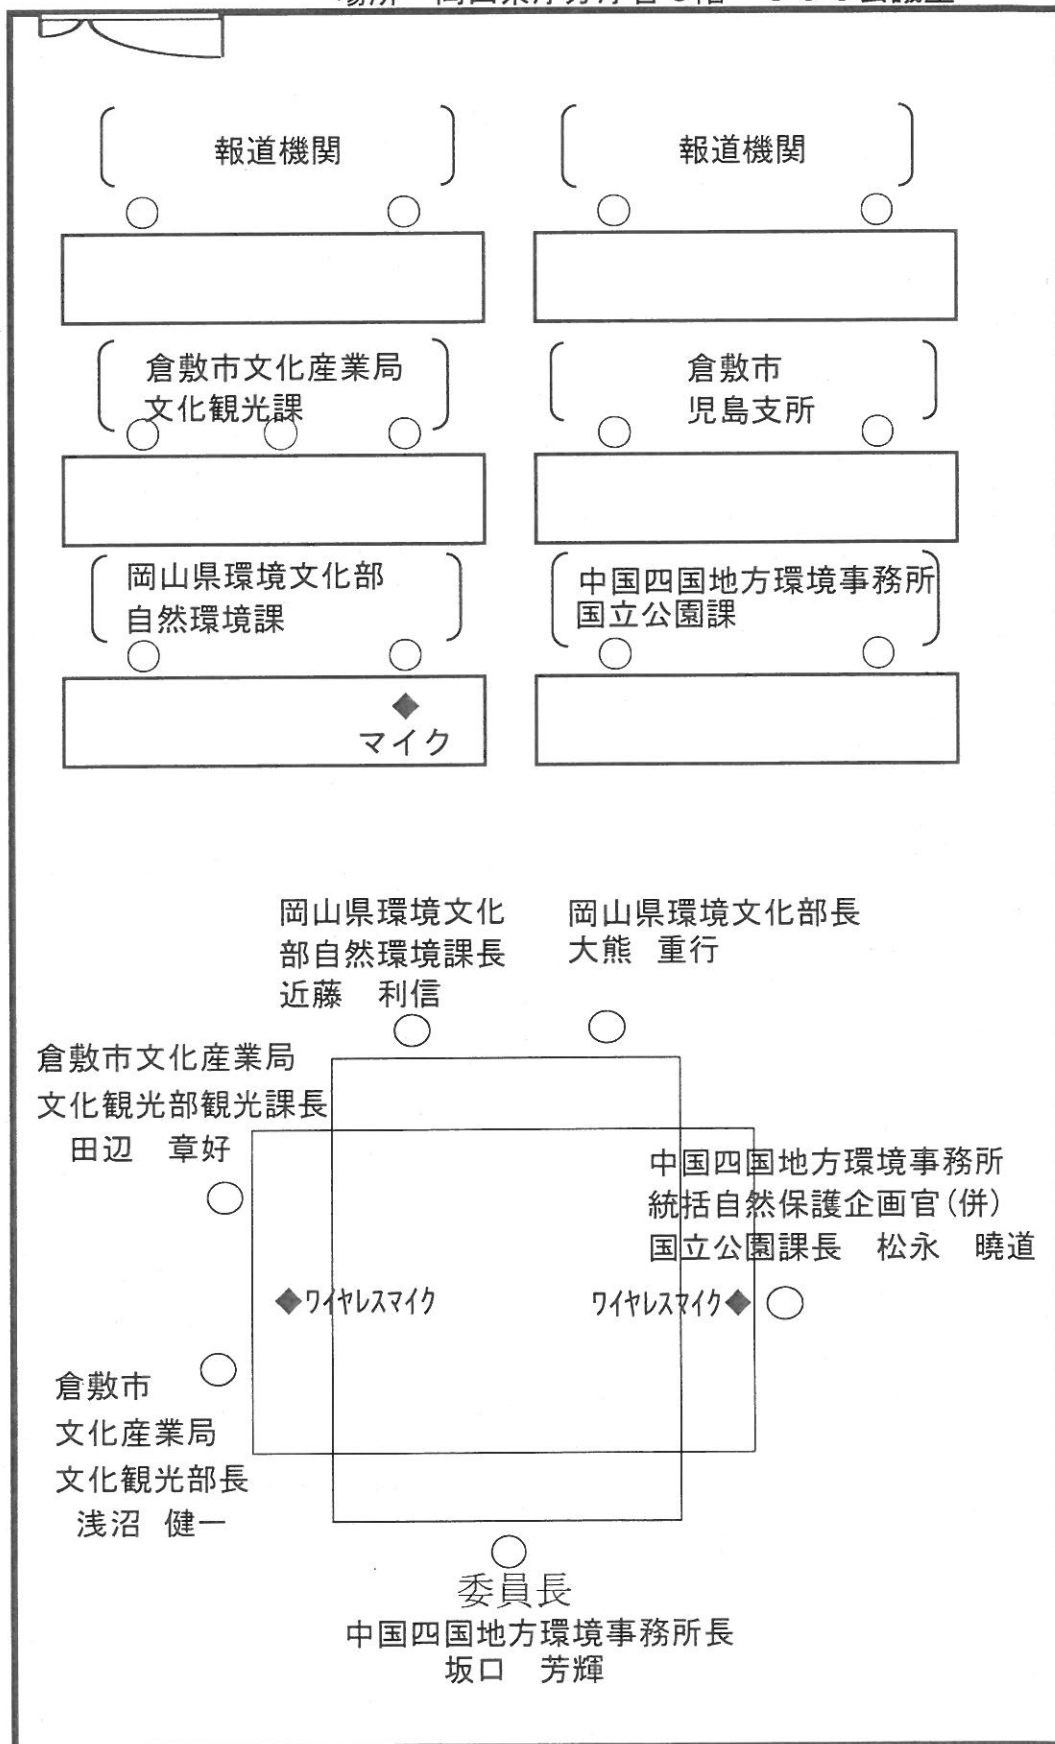 報道機関
報道機関
倉敷市文化産業局
文化観光課
倉敷市
児島支所
岡山県環境文化部
自然環境課
中国四国地方環境事務所
国立公園課
マイク
岡山県環境文化
部自然環境課長
近藤　利信
岡山県環境文化部長
大熊　重行
倉敷市文化産業局
文化観光部観光課長
田辺　章好
中国四国地方環境事務所
統括自然保護企画官(併)
国立公園課長　松永　曉道
◆ワイヤレスマイク
ワイヤレスマイク◆
倉敷市
文化産業局
文化観光部長
浅沼　健一
委員長
中国四国地方環境事務所長
坂口　芳輝